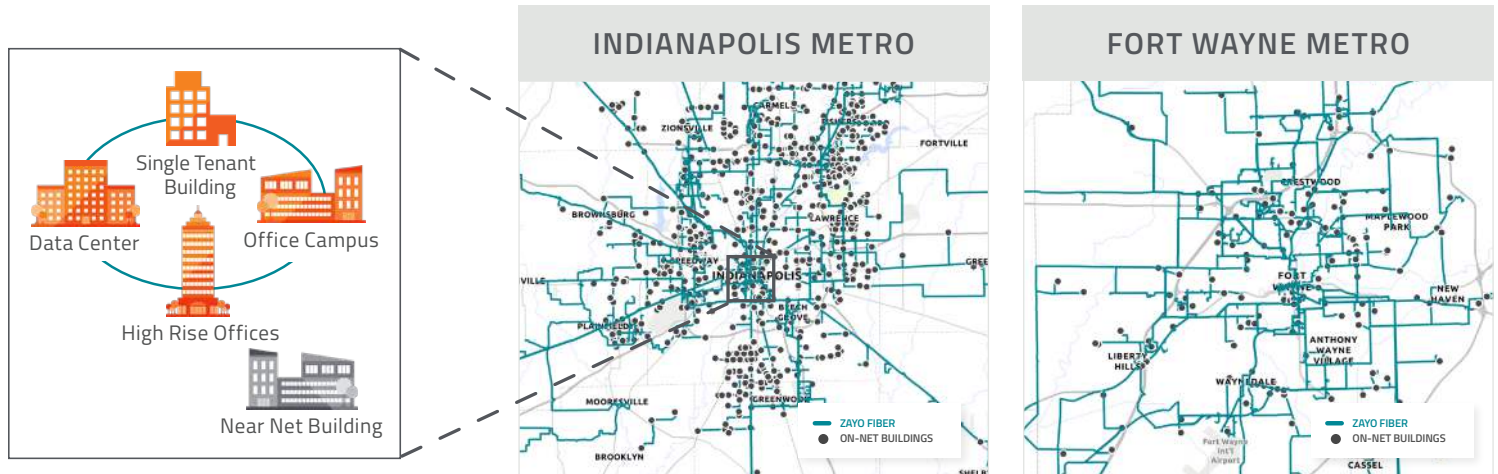 Single Tenant
Building
Data Center
Office Campus
High Rise Offices
Near Net Building
INDIANAPOLIS METRO
CARMEL
FISHERS
ZIONSVILLE
FORTVILLE
BROWNSBURG
LAWRENCE
SPEEDWAY
INDIANAPOLIS
GREE
VILLE
BEECH
GROVE
PLAINFIELD
MOORESVILLE
GREENWOOD
BROOKLYN
SHELB
ZAYO FIBER
ON-NET BUILDINGS
FORT WAYNE METRO
CRESTWOOD
MAPLEWOOD
PARK
FORT
WAYNE
NEW
HAVEN
ANTHONY
WAYNE
VILLAGE
LIBERTY
HILLS
WAYNEDALE
Fort Wayne
Int'l
Airport
CASSEL
ZAYO FIBER
ON-NET BUILDINGS